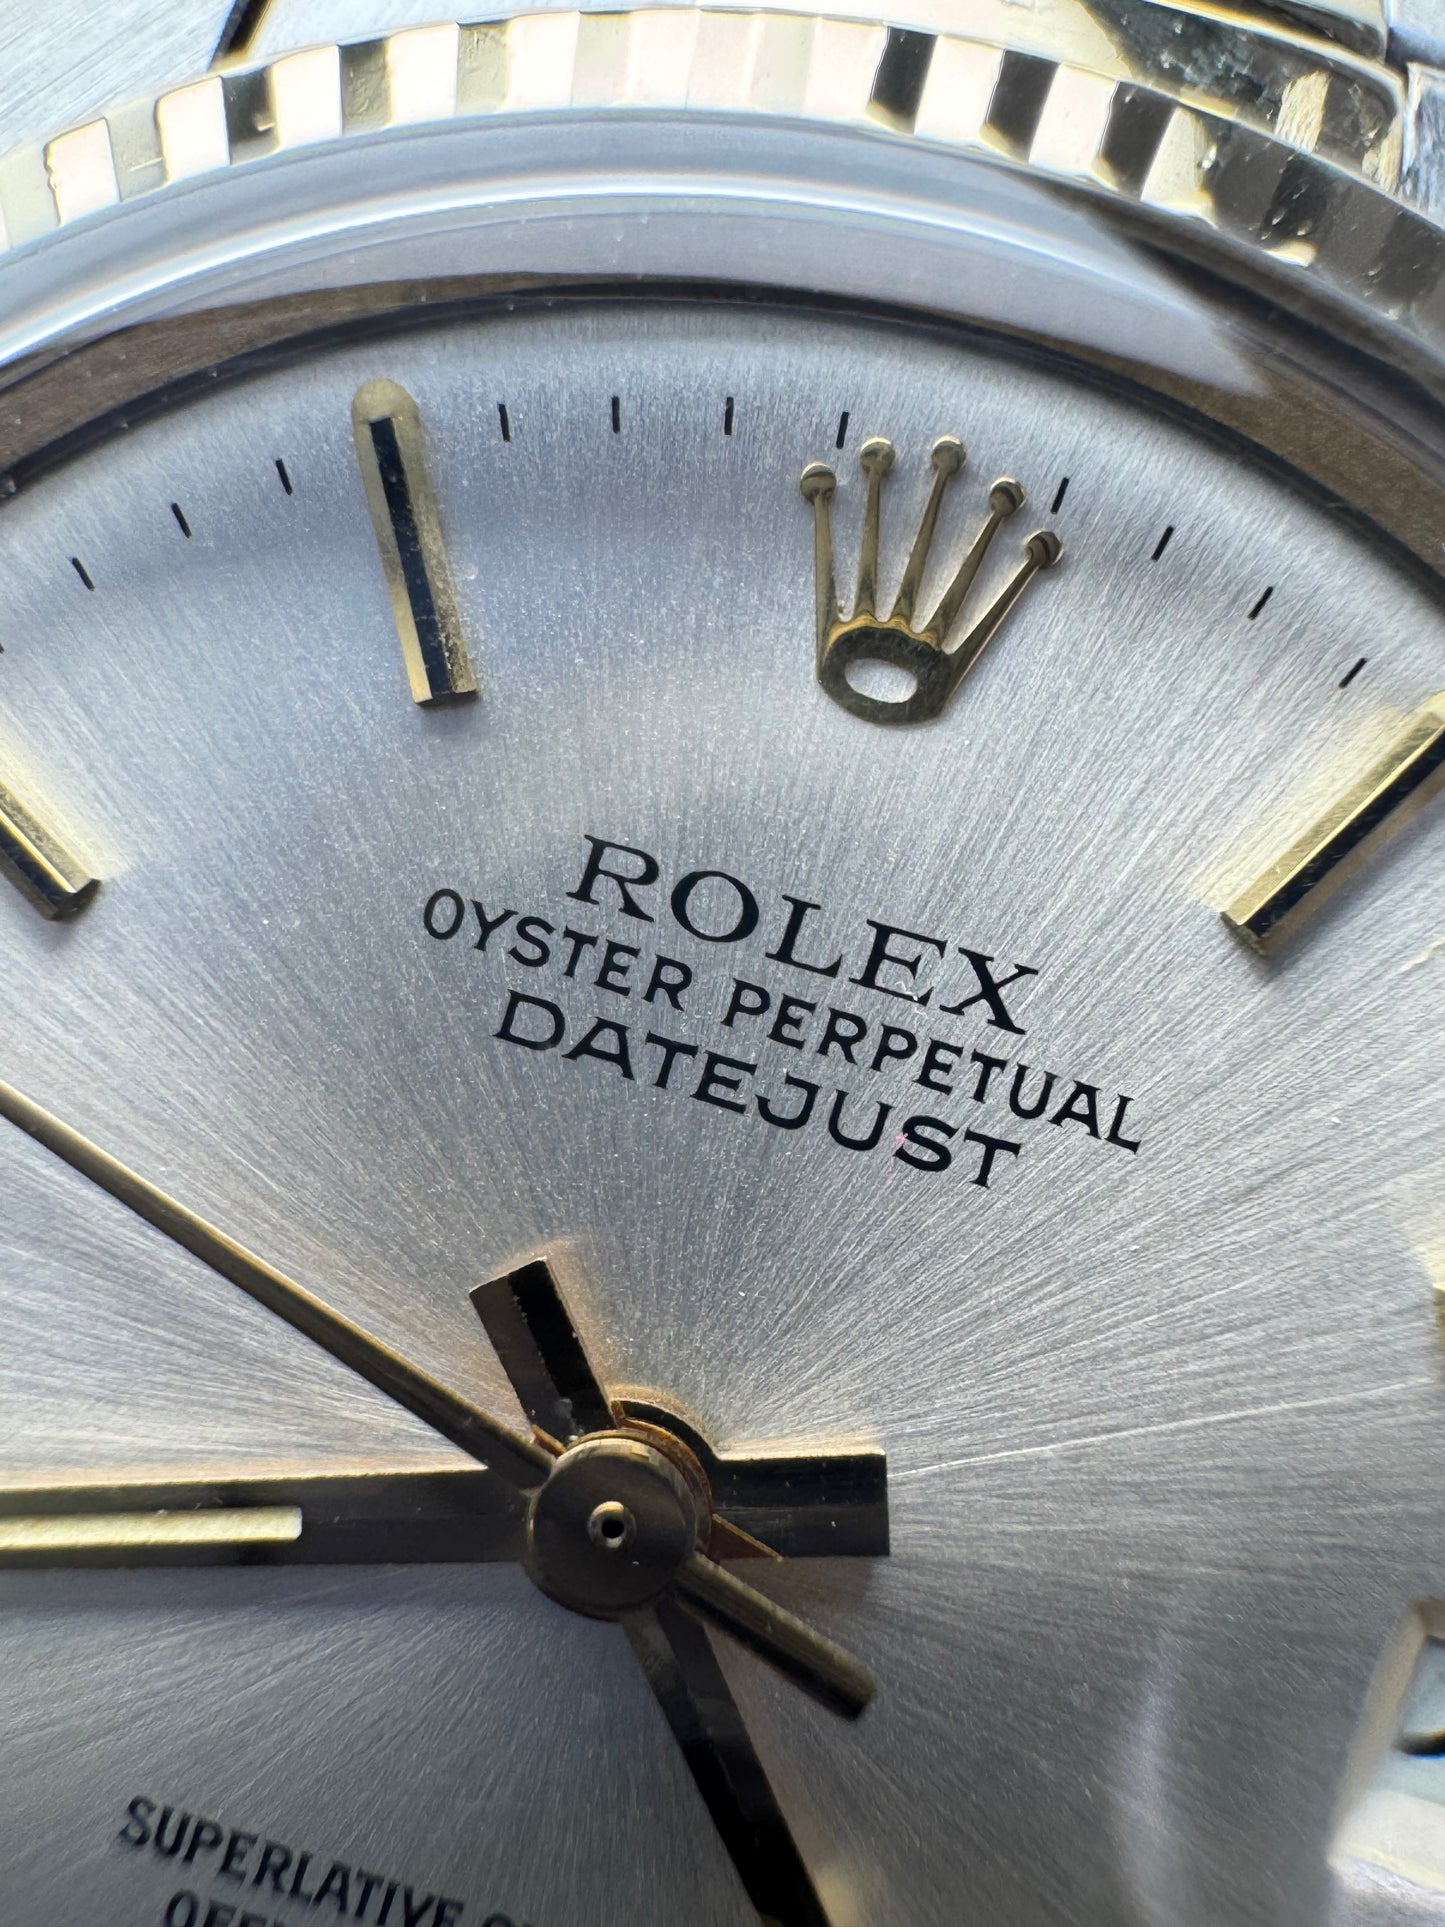 ROLEX
OYSTER PERPETUAL
DATEJUST
SUPERLATIVE